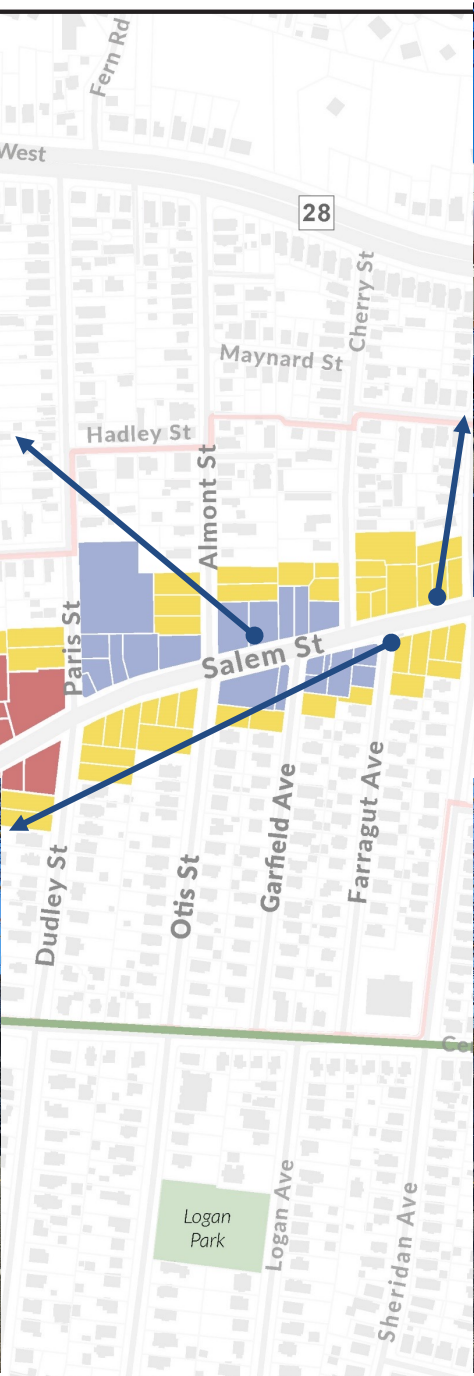 Fern Rd
West
28
Cherry St
Maynard St
Hadley St
Almont St
Paris St
Salem St
Dudley St
Otis St
Garfield Ave
Farragut Ave
Logan
Park
Logan Ave
Sheridan Ave